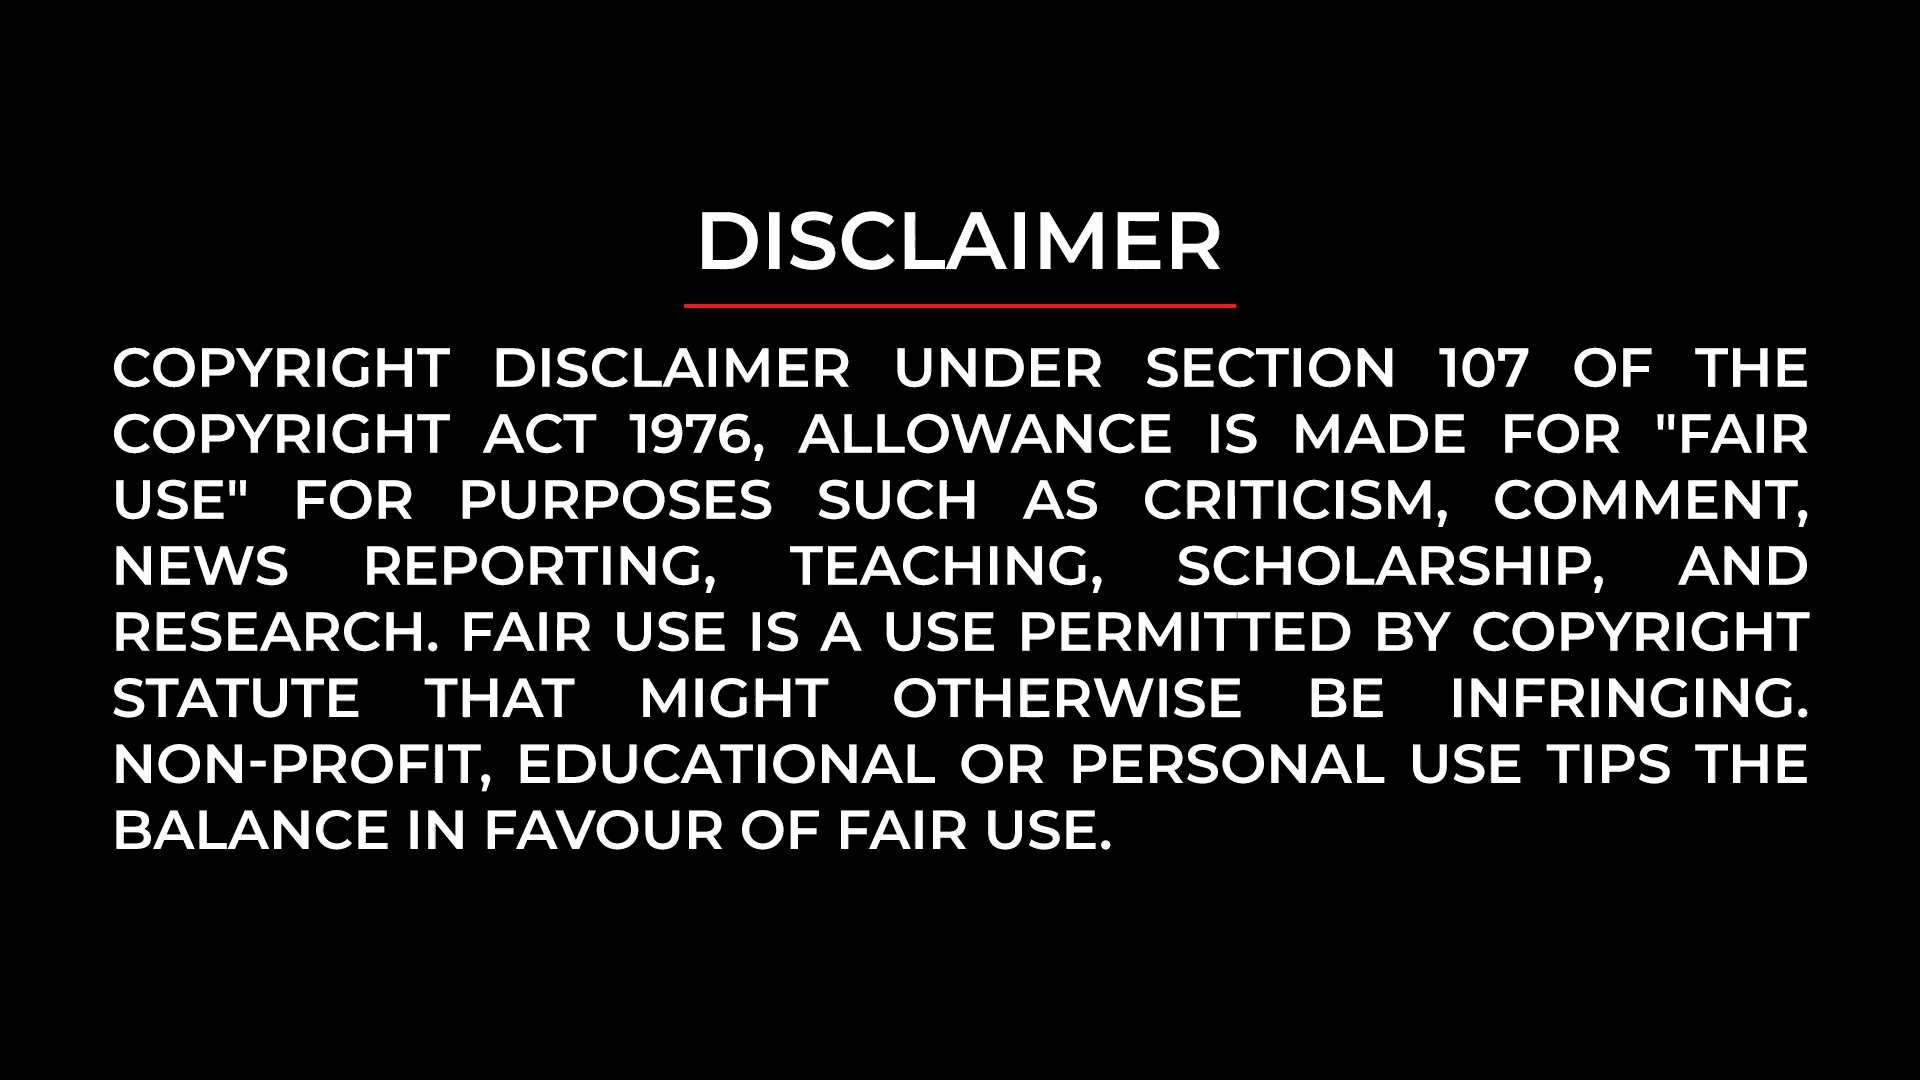 DISCLAIMER
COPYRIGHT DISCLAIMER UNDER SECTION 107 OF THE
COPYRIGHT ACT 1976, ALLOWANCE IS MADE FOR "FAIR
USE" FOR PURPOSES SUCH AS CRITICISM, COMMENT,
NEWS REPORTING, TEACHING, SCHOLARSHIP, AND
RESEARCH. FAIR USE IS A USE PERMITTED BY COPYRIGHT
STATUTE THAT MIGHT OTHERWISE BE INFRINGING.
NON-PROFIT, EDUCATIONAL OR PERSONAL USE TIPS THE
BALANCE IN FAVOUR OF FAIR USE.